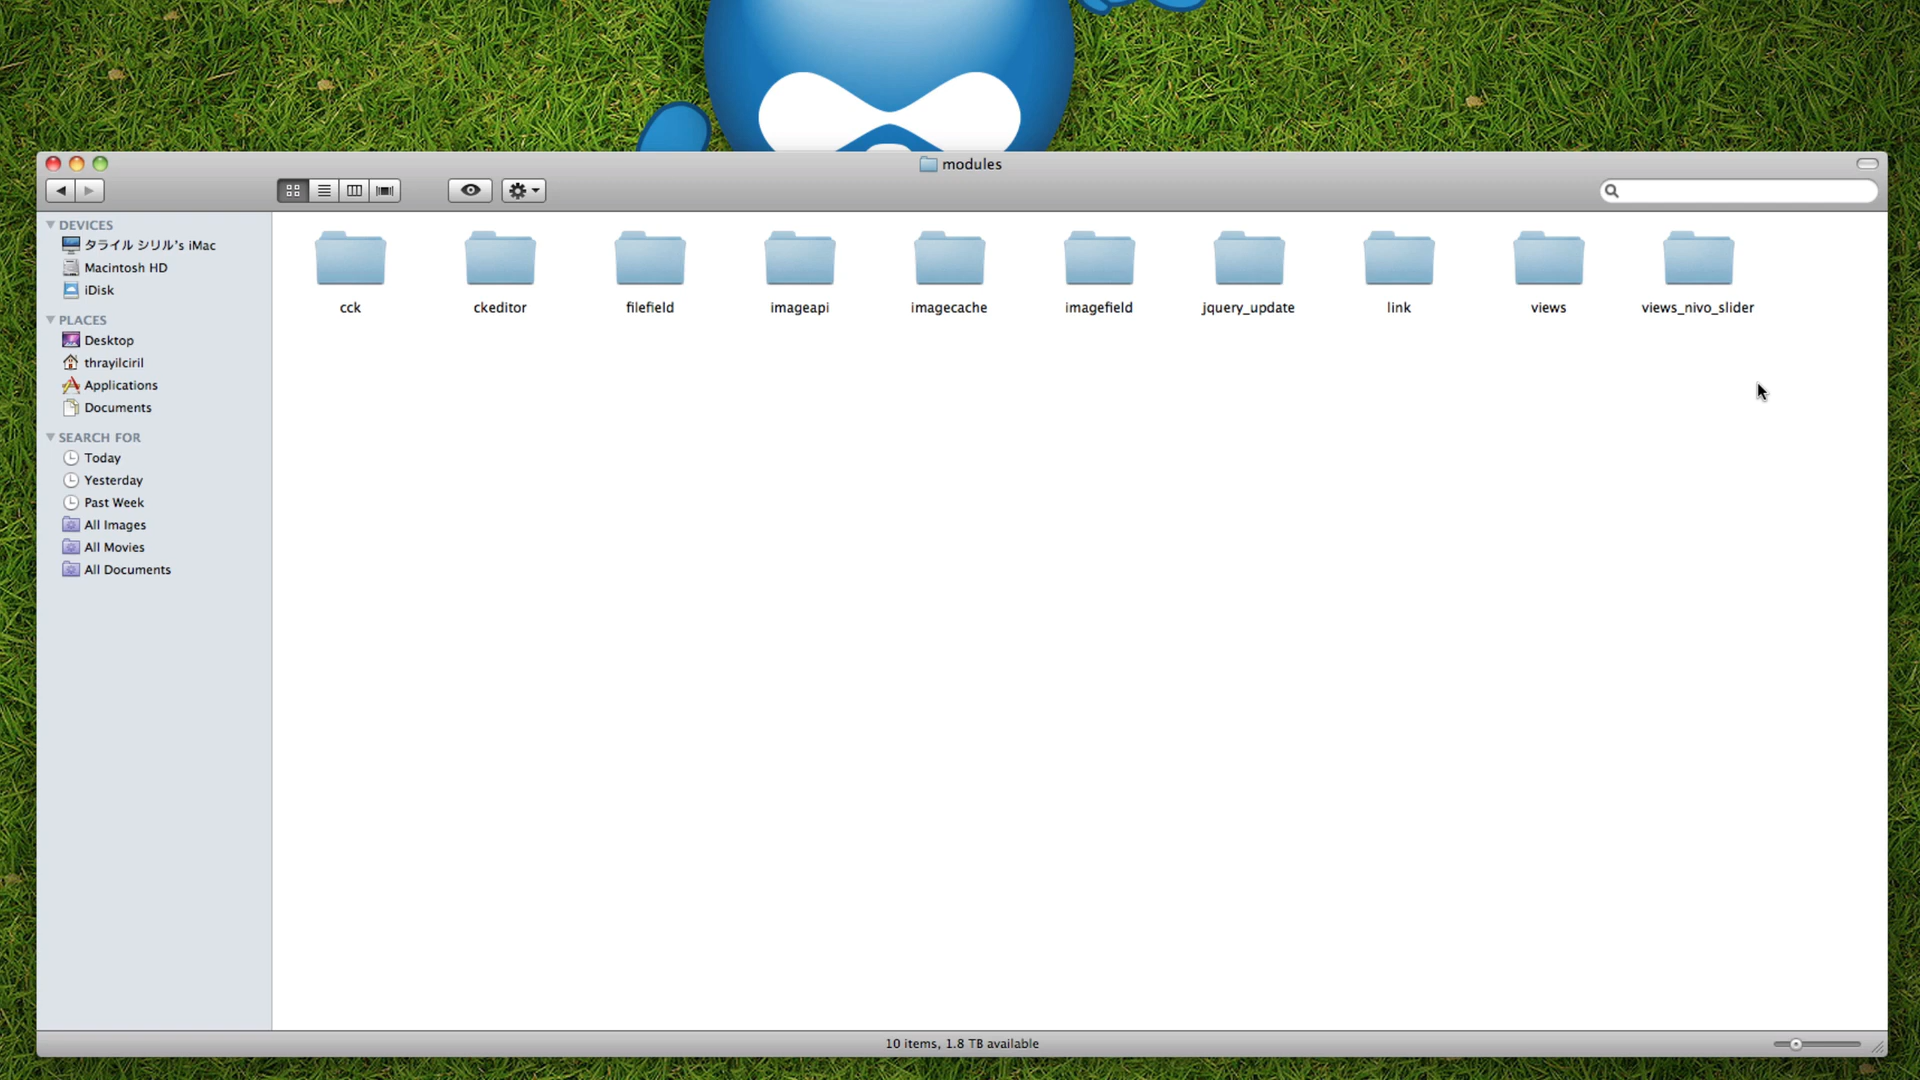 modules
DEVICES
タライル シリル's iMac
Macintosh HD
iDisk
PLACES
Desktop
thrayilciril
Applications
Documents
SEARCH FOR
Today
Yesterday
Past Week
All Images
All Movies
All Documents
cck
ckeditor
filefield
imageapi
imagecache
imagefield
jquery_update
link
views
views_nivo_slider
10 items, 1.8 TB available